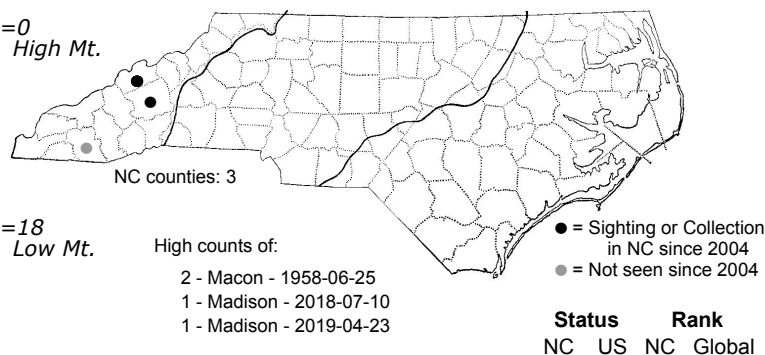 =0
High Mt.
NC counties: 3
=18
Low Mt.
High counts of:
2 - Macon - 1958-06-25
1 - Madison - 2018-07-10
1 - Madison - 2019-04-23
● = Sighting or Collection
in NC since 2004
● = Not seen since 2004
Status Rank
NC US NC Global